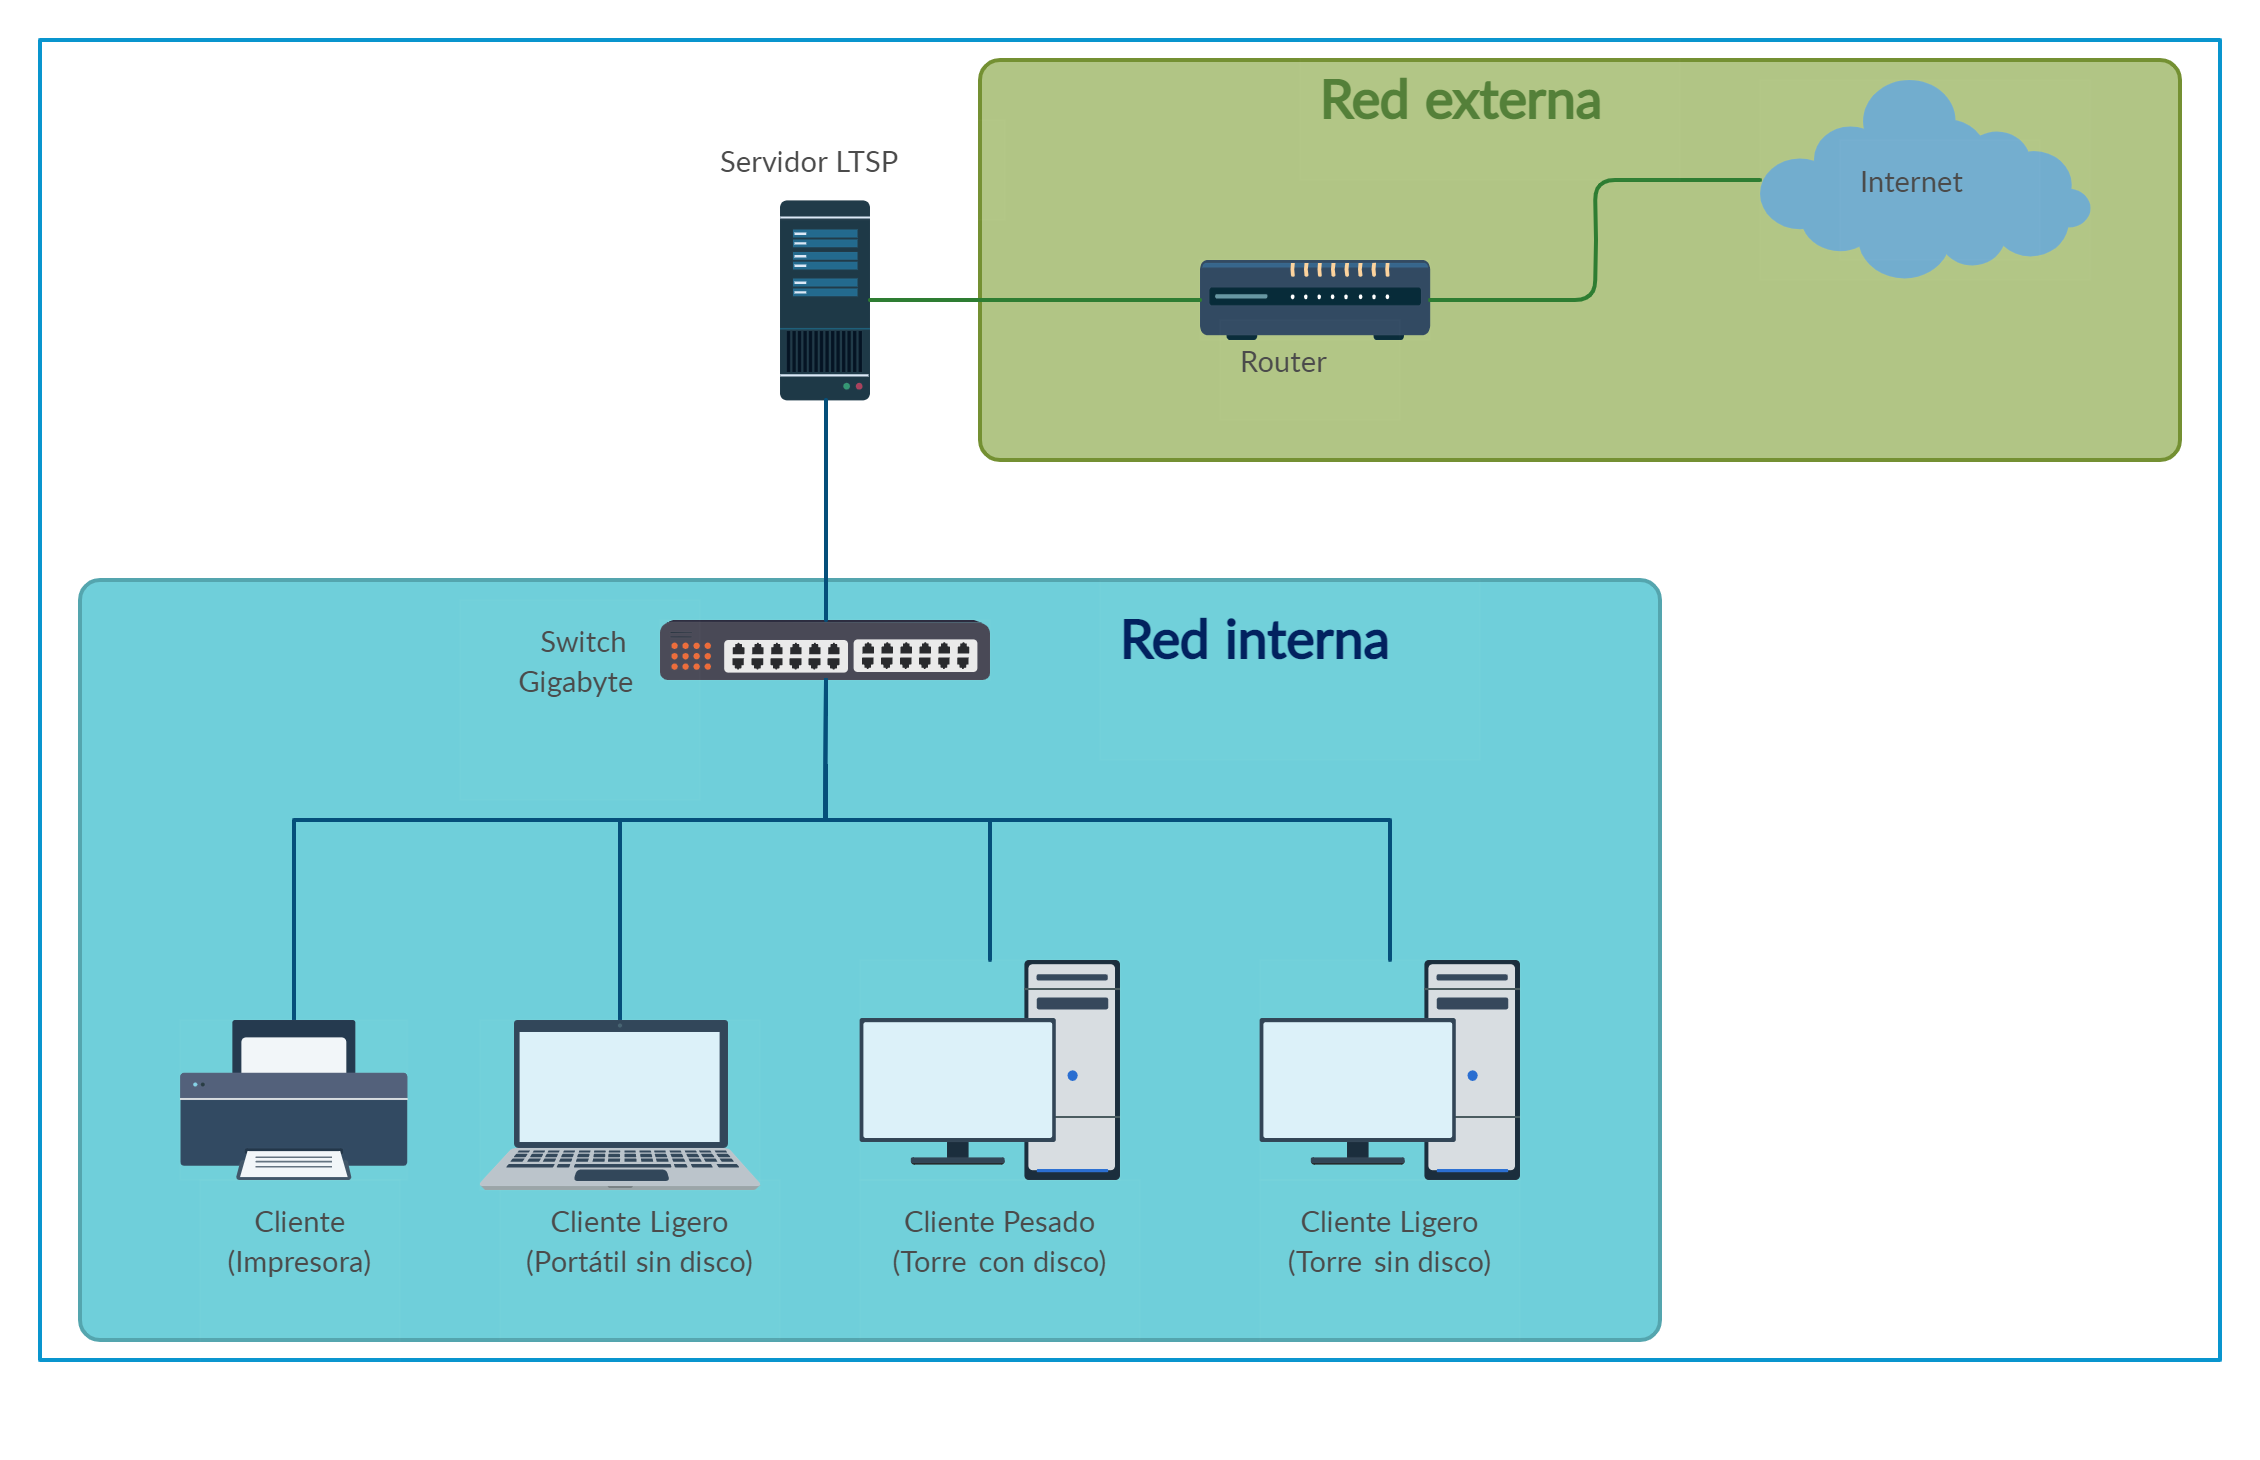 Red externa
Servidor LTSP
Internet
Router
Switch
Gigabyte
Red interna
Cliente
(Impresora)
Cliente Ligero
(Portátil sin disco)
Cliente Pesado
(Torre con disco)
Cliente Ligero
(Torre sin disco)